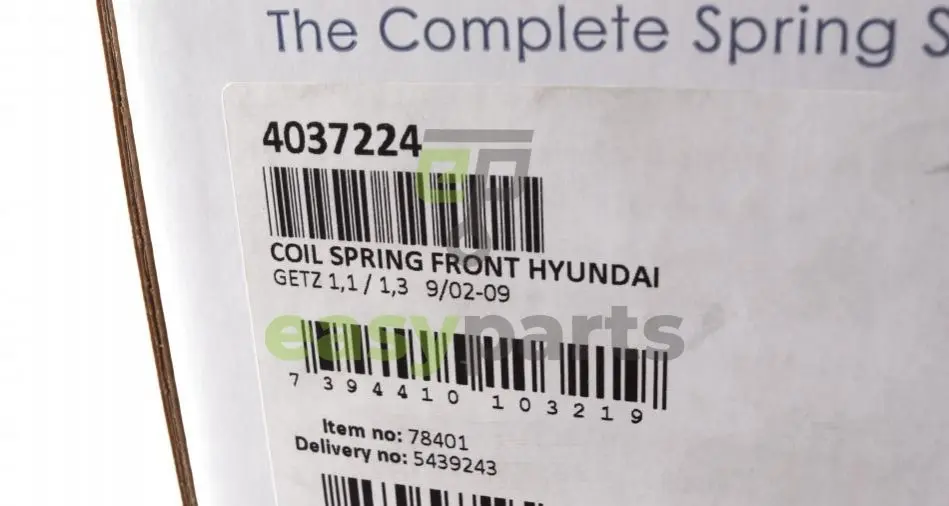 The Complete Spring S
4037224
ep
COIL SPRING FRONT HYUNDAI
GETZ 1,1 / 1,3 9/02-09
easyparts
7 394410 103219
Item no: 78401
Delivery no: 5439243